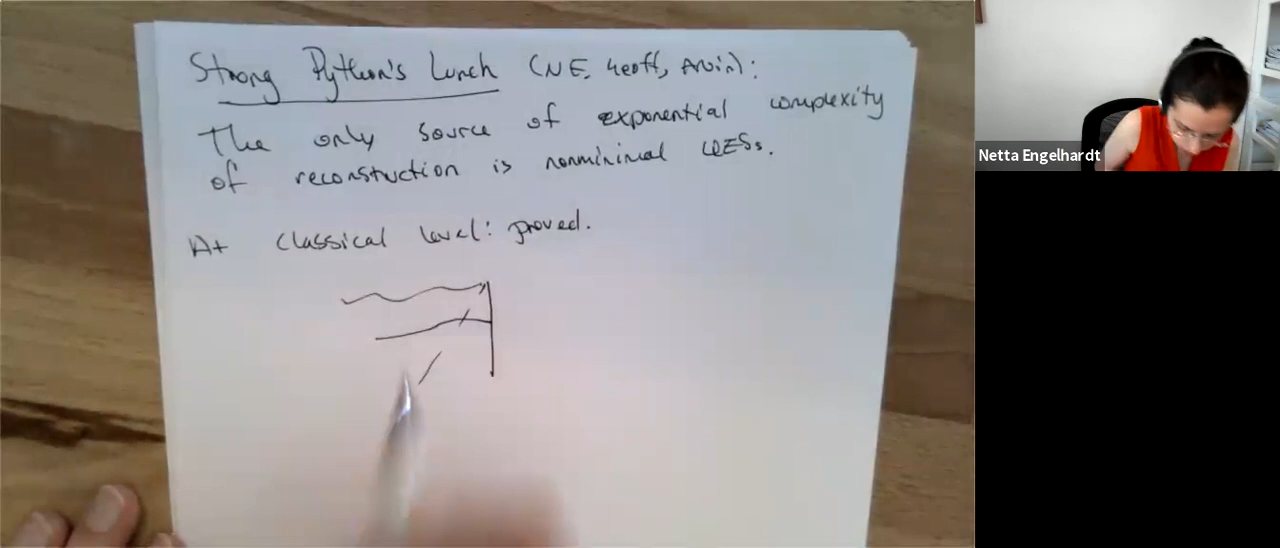 Strong Python's Lunch (NE, Geoff, Arvin):
The only source of exponential complexity
of reconstuction is nonminimal QESs.
At classical level: proved.
Netta Engelhardt